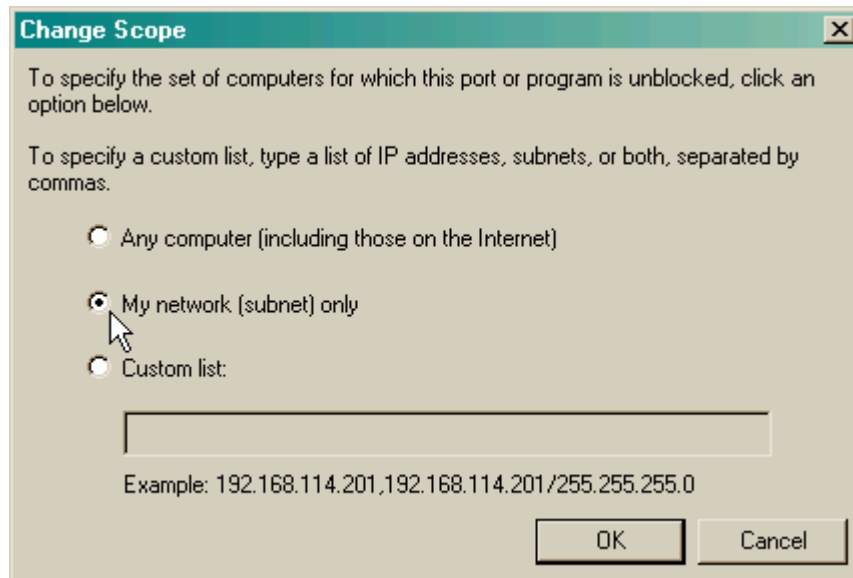 Change Scope
To specify the set of computers for which this port or program is unblocked, click an
option below.
To specify a custom list, type a list of IP addresses, subnets, or both, separated by
commas.
Any computer (including those on the Internet)
My network (subnet) only
Custom list:
Example: 192.168.114.201,192.168.114.201/255.255.255.0
OK
Cancel